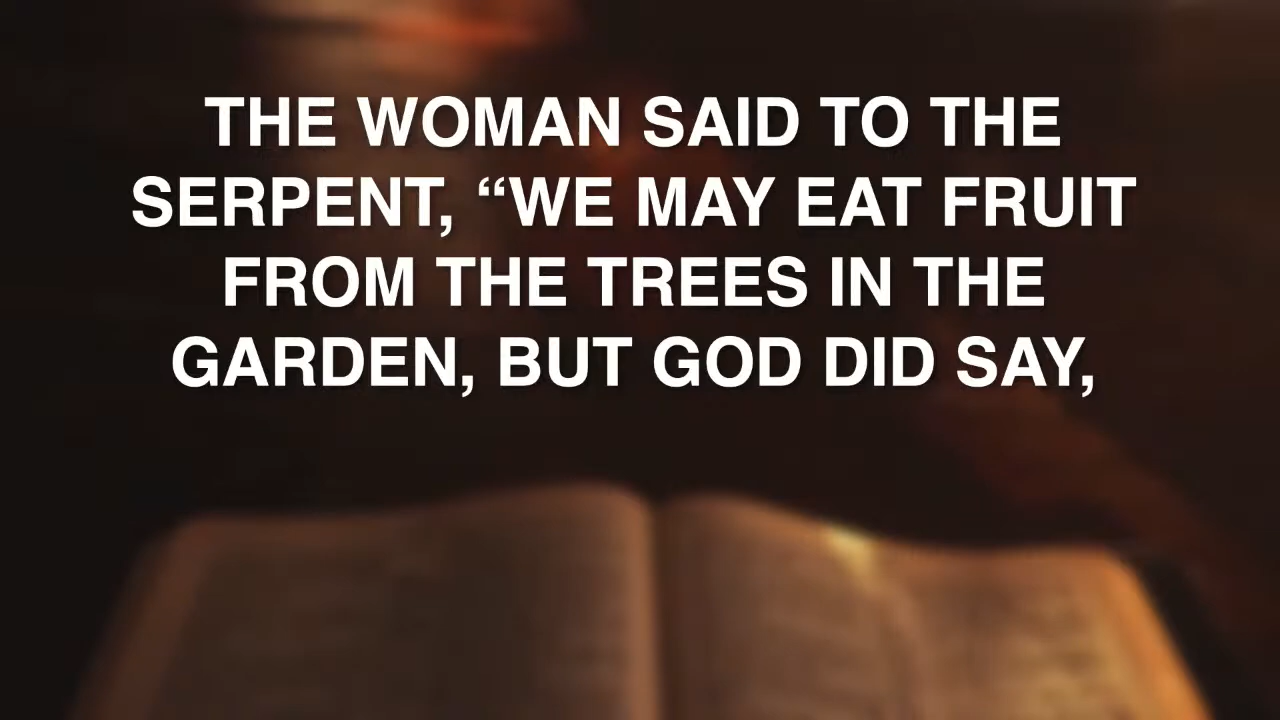 THE WOMAN SAID TO THE
SERPENT, “WE MAY EAT FRUIT
FROM THE TREES IN THE
GARDEN, BUT GOD DID SAY,